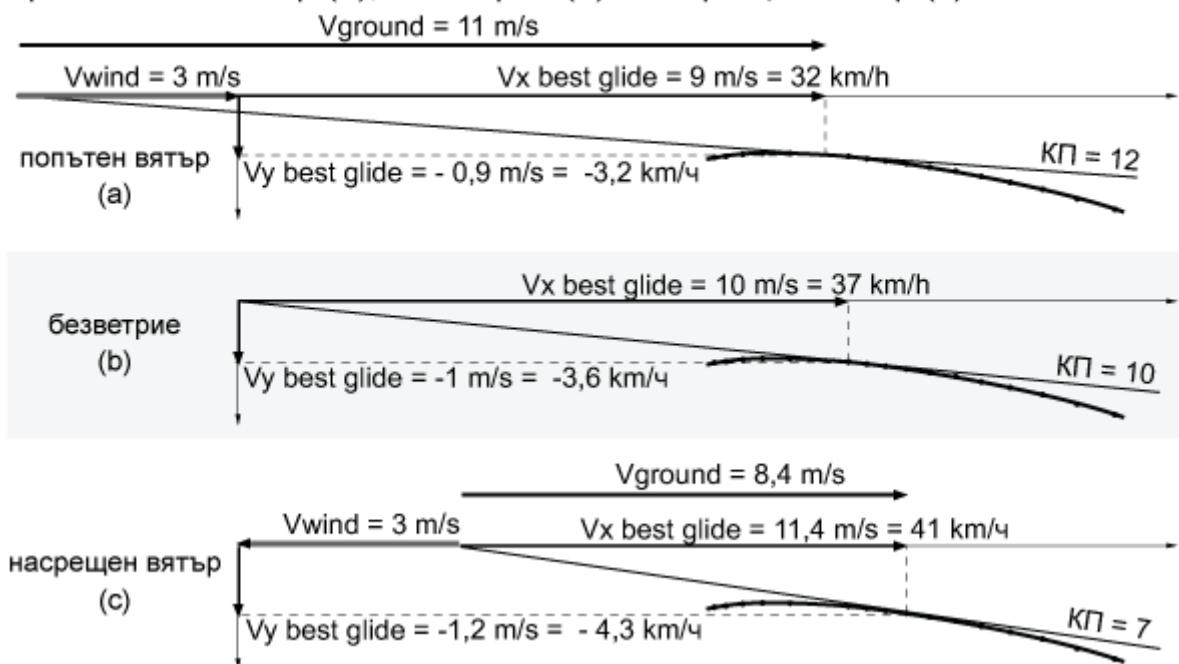 Vground = 11 m/s
Vwind = 3 m/s
Vx best glide = 9 m/s = 32 km/h
попътен вятър
(a)
Vy best glide = - 0,9 m/s = -3,2 km/ч
КП = 12
Vx best glide = 10 m/s = 37 km/h
безветрие
(b)
Vy best glide = -1 m/s = -3,6 km/ч
КП = 10
Vground = 8,4 m/s
Vwind = 3 m/s
Vx best glide = 11,4 m/s = 41 km/ч
насрещен вятър
(c)
Vy best glide = -1,2 m/s = - 4,3 km/ч
КП = 7